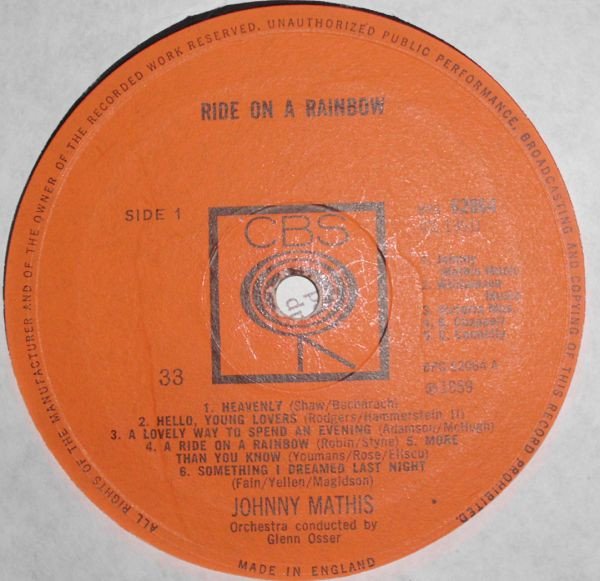 ALL RIGHTS OF THE MANUFACTURER AND OF THE OWNER OF THE RECORDED WORK RESERVED. UNAUTHORIZED PUBLIC PERFORMANCE, BROADCASTING AND COPYING OF THIS RECORD PROHIBITED.
RIDE ON A RAINBOW
SIDE 1
62064
CBS
33
℗ 1959
1. HEAVENLY (Shaw/Bacharach)
2. HELLO, YOUNG LOVERS (Rodgers/Hammerstein II)
3. A LOVELY WAY TO SPEND AN EVENING (Adamson/McHugh)
4. A RIDE ON A RAINBOW (Robin/Styne) 5. MORE
THAN YOU KNOW (Youmans/Rose/Eliscu)
6. SOMETHING I DREAMED LAST NIGHT
(Fain/Yellen/Magidson)
JOHNNY MATHIS
Orchestra conducted by
Glenn Osser
MADE IN ENGLAND